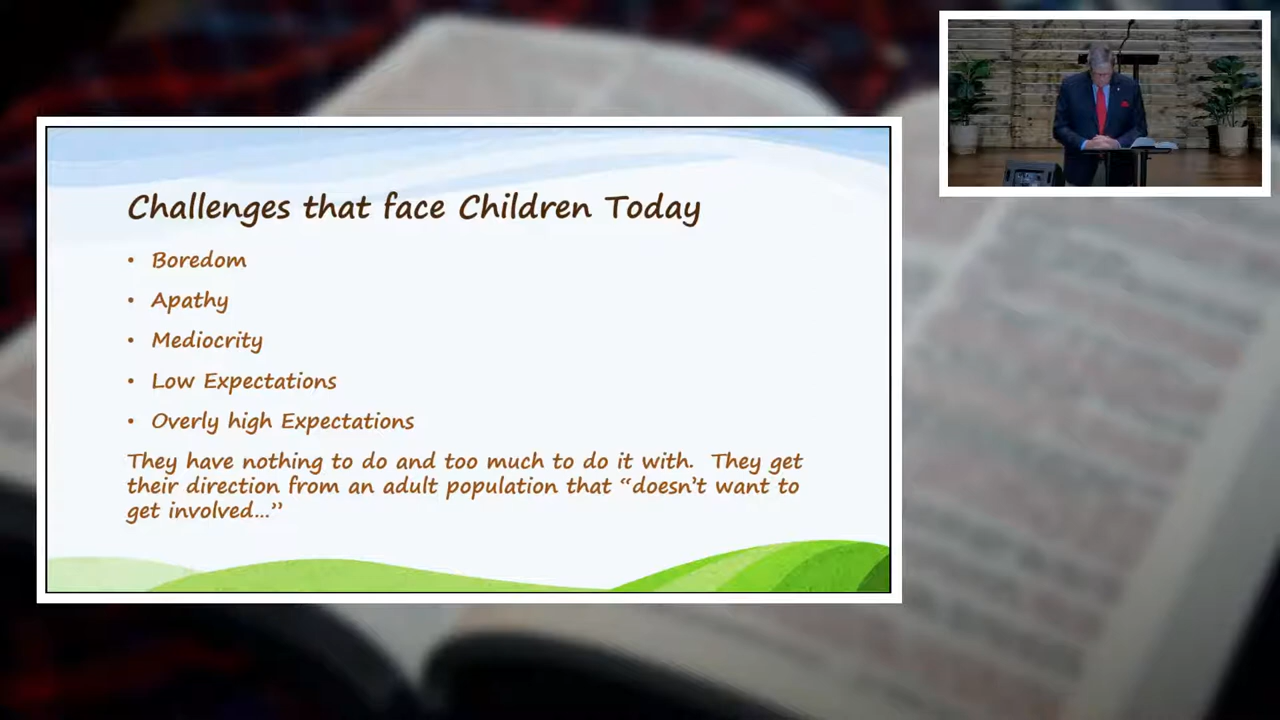 Challenges that face Children Today
• Boredom
• Apathy
• Mediocrity
• Low Expectations
• Overly high Expectations
They have nothing to do and too much to do it with.  They get
their direction from an adult population that “doesn’t want to
get involved…”